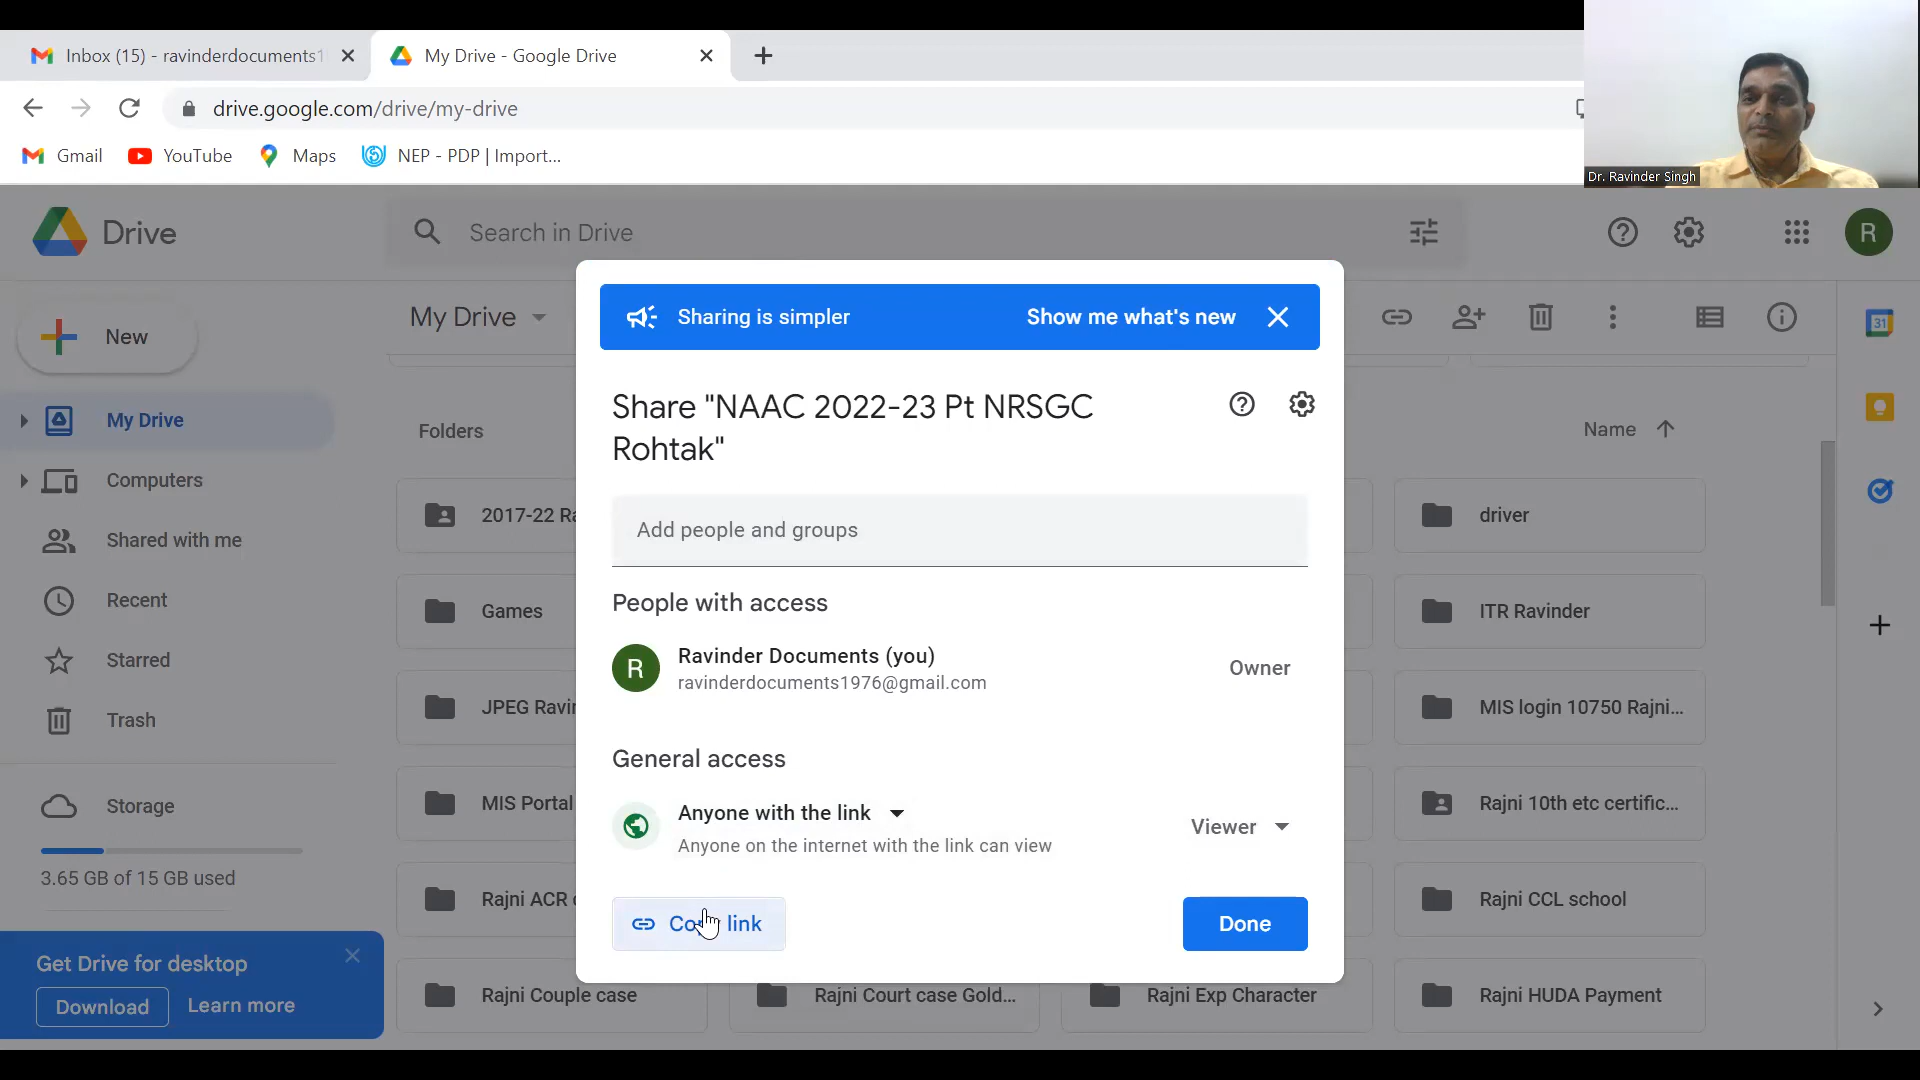 Inbox (15) - ravinderdocuments1
My Drive - Google Drive
drive.google.com/drive/my-drive
Gmail
YouTube
Maps
NEP - PDP | Import...
Dr. Ravinder Singh
Drive
Search in Drive
R
New
My Drive
Sharing is simpler
Show me what's new
31
Share "NAAC 2022-23 Pt NRSGC
Rohtak"
My Drive
Computers
Shared with me
Recent
Starred
Trash
Storage
3.65 GB of 15 GB used
Get Drive for desktop
Download
Learn more
Folders
Name
2017-22
driver
Games
ITR Ravinder
JPEG
MIS login 10750 Rajni...
MIS Portal
Rajni 10th etc certific...
Rajni ACR
Rajni CCL school
Rajni Couple case
Rajni Court case Gold...
Rajni Exp Character
Rajni HUDA Payment
Add people and groups
People with access
R
Ravinder Documents (you)
ravinderdocuments1976@gmail.com
Owner
General access
Anyone with the link
Anyone on the internet with the link can view
Viewer
link
Done